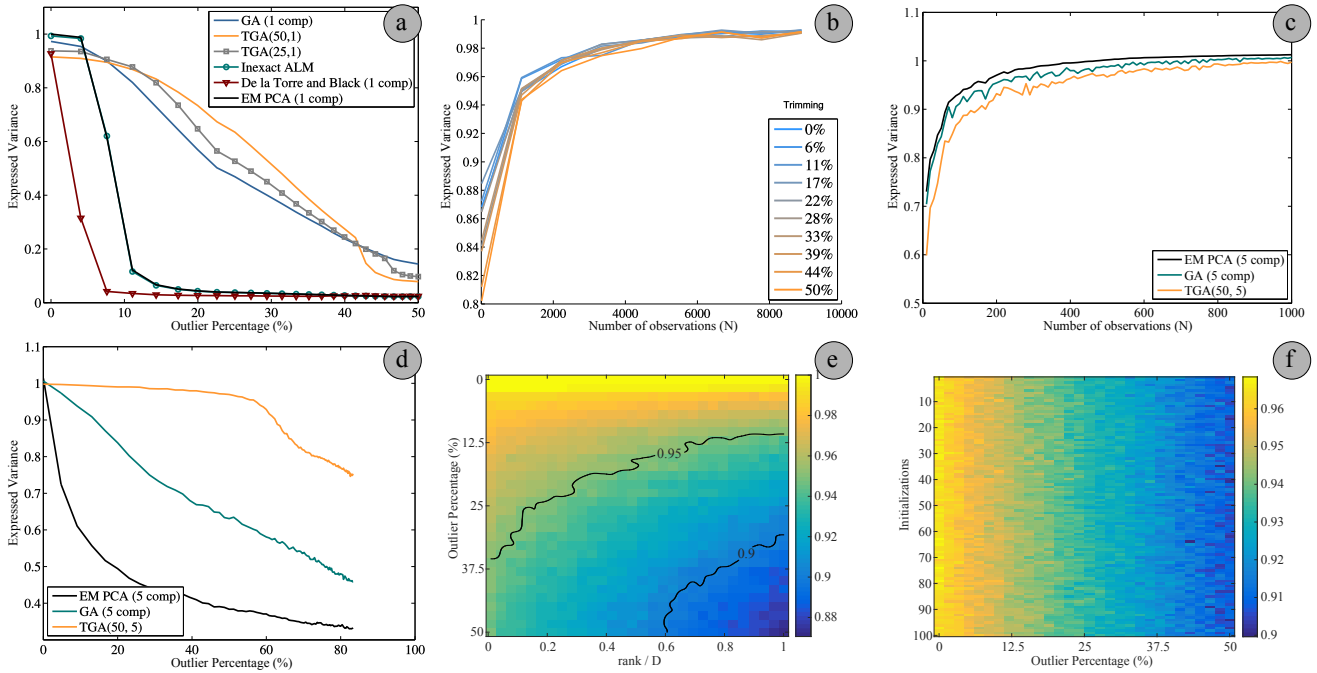 a
GA (1 comp)
TGA(50,1)
TGA(25,1)
Inexact ALM
De la Torre and Black (1 comp)
EM PCA (1 comp)
Expressed Variance
1
0.8
0.6
0.4
0.2
0
0 10 20 30 40 50
Outlier Percentage (%)
b
Expressed Variance
1
0.98
0.96
0.94
0.92
0.9
0.88
0.86
0.84
0.82
0.8
Trimming
0%
6%
11%
17%
22%
28%
33%
39%
44%
50%
0 2000 4000 6000 8000 10000
Number of observations (N)
c
Expressed Variance
1.1
1
0.9
0.8
0.7
0.6
0.5
EM PCA (5 comp)
GA (5 comp)
TGA(50, 5)
0 200 400 600 800 1000
Number of observations (N)
d
Expressed Variance
1.1
1
0.9
0.8
0.7
0.6
0.5
0.4
EM PCA (5 comp)
GA (5 comp)
TGA(50, 5)
0 20 40 60 80 100
Outlier Percentage (%)
e
Outlier Percentage (%)
0
12.5
25
37.5
50
0.95
0.9
0 0.2 0.4 0.6 0.8 1
rank / D
0.98
0.96
0.94
0.92
0.9
0.88
f
Initializations
10
20
30
40
50
60
70
80
90
100
0 12.5 25 37.5 50
Outlier Percentage (%)
0.96
0.95
0.94
0.93
0.92
0.91
0.9